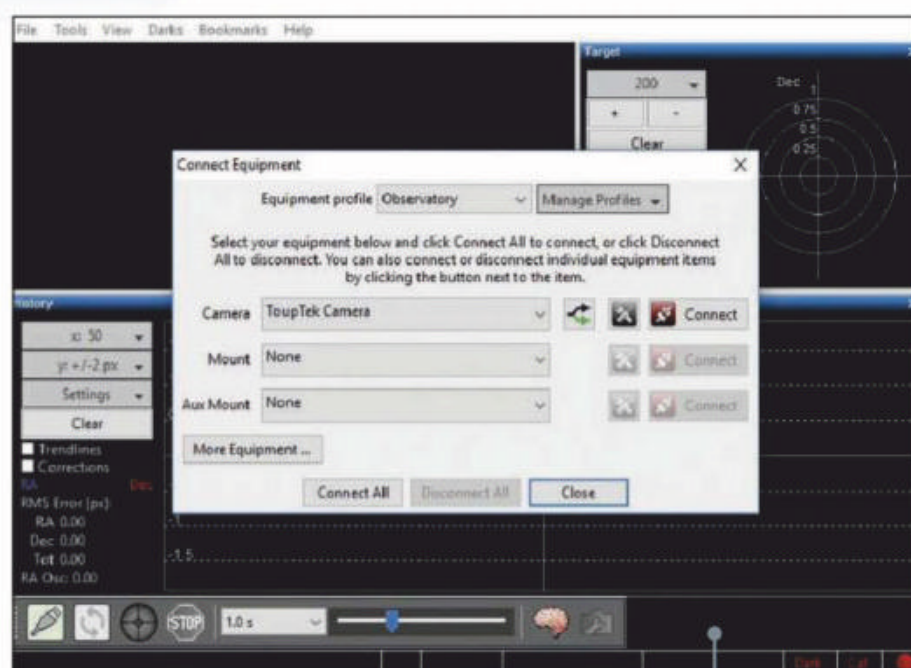 File Tools View Darks Bookmarks Help
Target
200
+ -
Clear
Dec
1
0.75
0.5
0.25
Connect Equipment
Equipment profile Observatory Manage Profiles
Select your equipment below and click Connect All to connect, or click Disconnect
All to disconnect. You can also connect or disconnect individual equipment items
by clicking the button next to the item.
Camera ToupTek Camera Connect
Mount None Connect
Aux Mount None Connect
More Equipment ...
Connect All Disconnect All Close
History
x: 50
y: +/-2 px
Settings
Clear
Trendlines
Corrections
RA Dec
RMS Error [px]:
RA 0.00
Dec 0.00
Tot 0.00
RA Osc: 0.00
-1
-1.5
STOP 1.0 s
Dark Cal